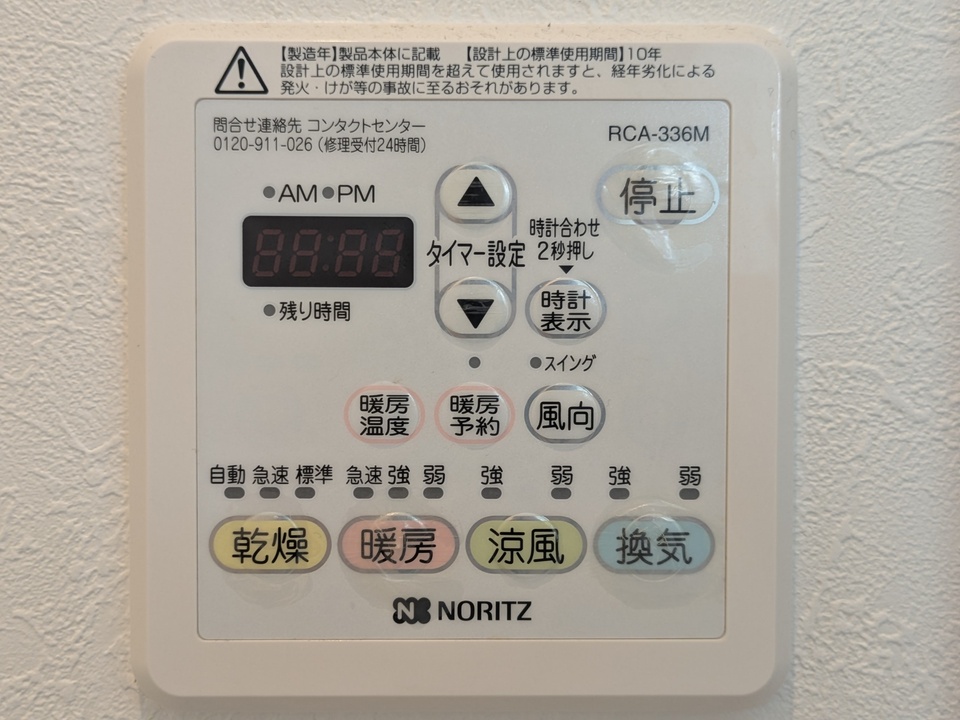 【製造年】製品本体に記載 【設計上の標準使用期間】10年
設計上の標準使用期間を超えて使用されますと、経年劣化による
発火・けが等の事故に至るおそれがあります。
問合せ連絡先 コンタクトセンター
0120-911-026（修理受付24時間）
RCA-336M
停止
AM PM
88:88
残り時間
▲
タイマー設定
▼
時計合わせ
2秒押し
▼
時計
表示
スイング
暖房
温度
暖房
予約
風向
自動 急速 標準 急速 強 弱 強 弱 強 弱
乾燥 暖房 涼風 換気
N NORITZ